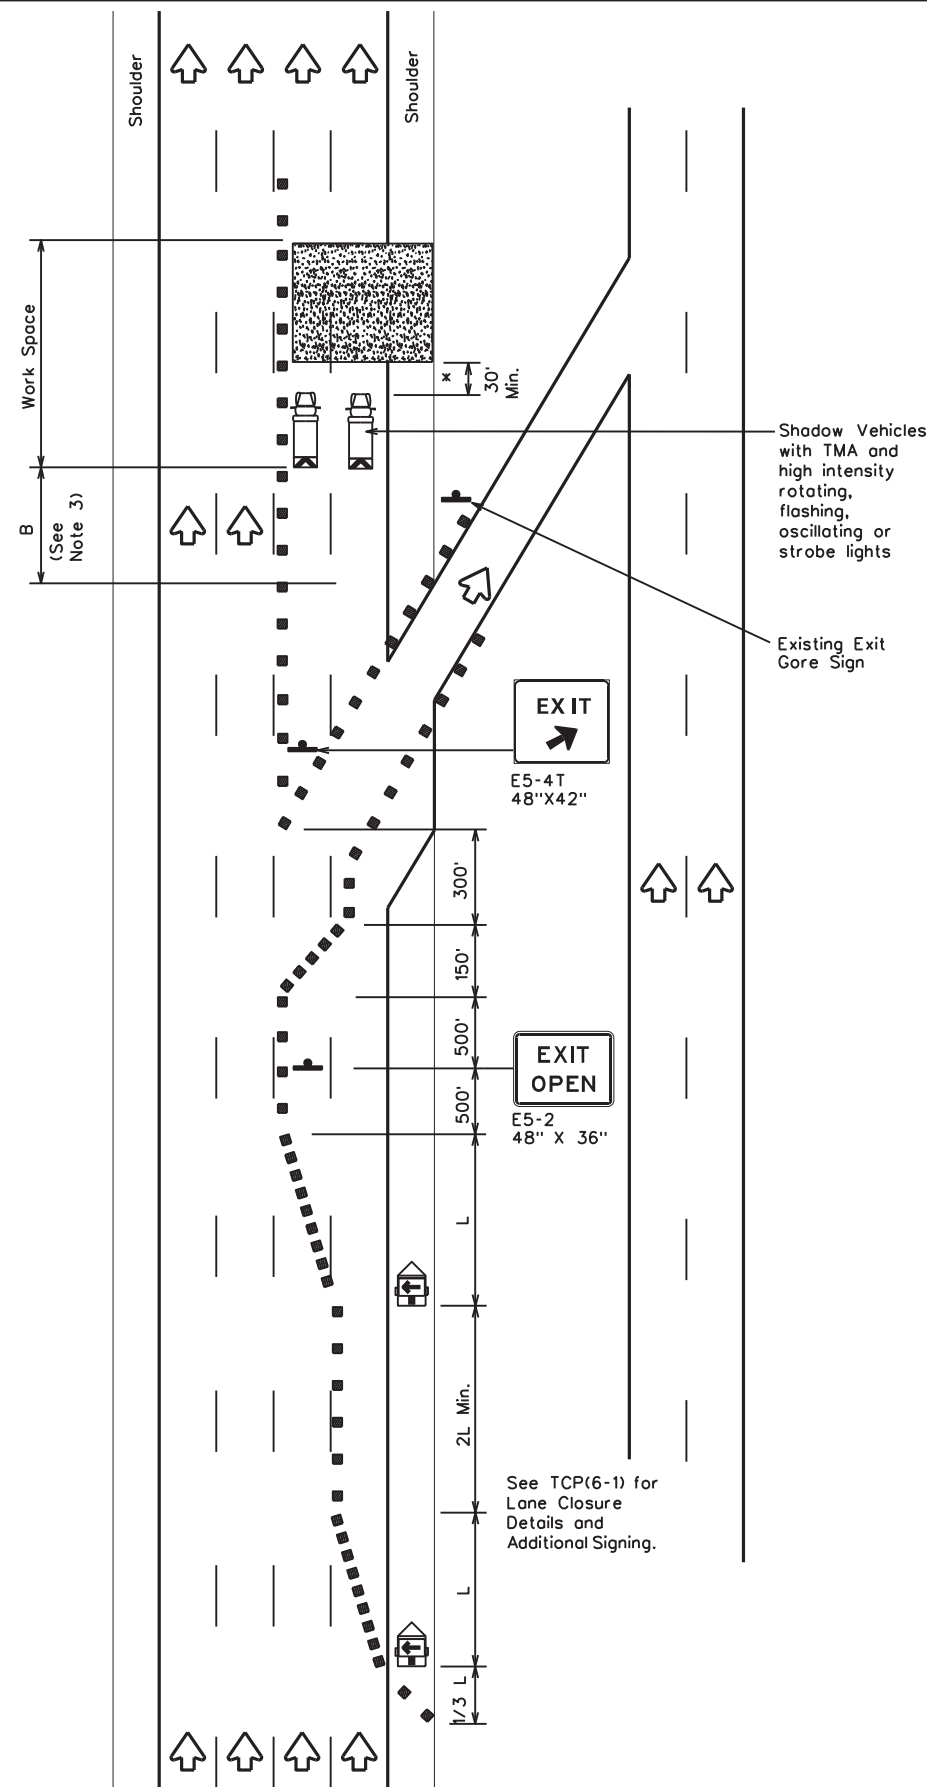 Shoulder
Shoulder
Work Space
*
30'
Min.
Shadow Vehicles
with TMA and
high intensity
rotating,
flashing,
oscillating or
strobe lights
B
(See
Note 3)
Existing Exit
Gore Sign
EXIT
E5-4T
48"X42"
300'
150'
500'
EXIT
OPEN
500'
E5-2
48" X 36"
L
2L Min.
See TCP(6-1) for
Lane Closure
Details and
Additional Signing.
L
1/3 L